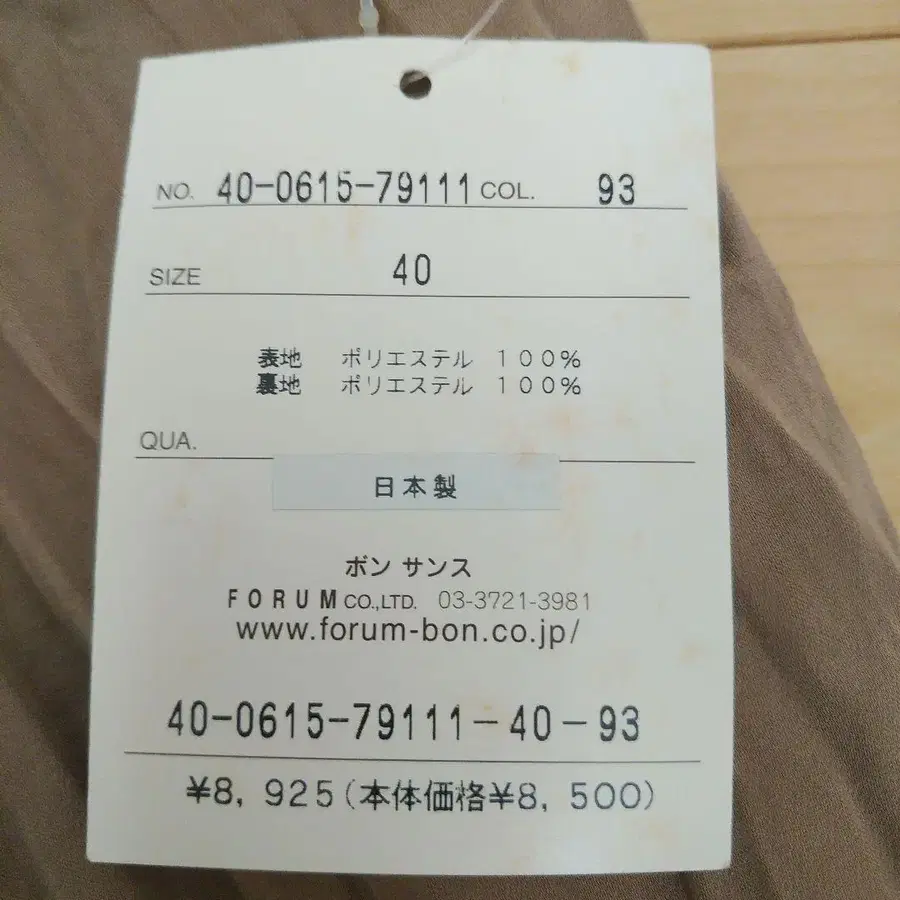 NO. 40-0615-79111 COL. 93
SIZE 40
表地 ポリエステル 100%
裏地 ポリエステル 100%
QUA.
日本製
ボン サンス
FORUM CO.,LTD. 03-3721-3981
www.forum-bon.co.jp/
40-0615-79111-40-93
¥8,925(本体価格¥8,500)